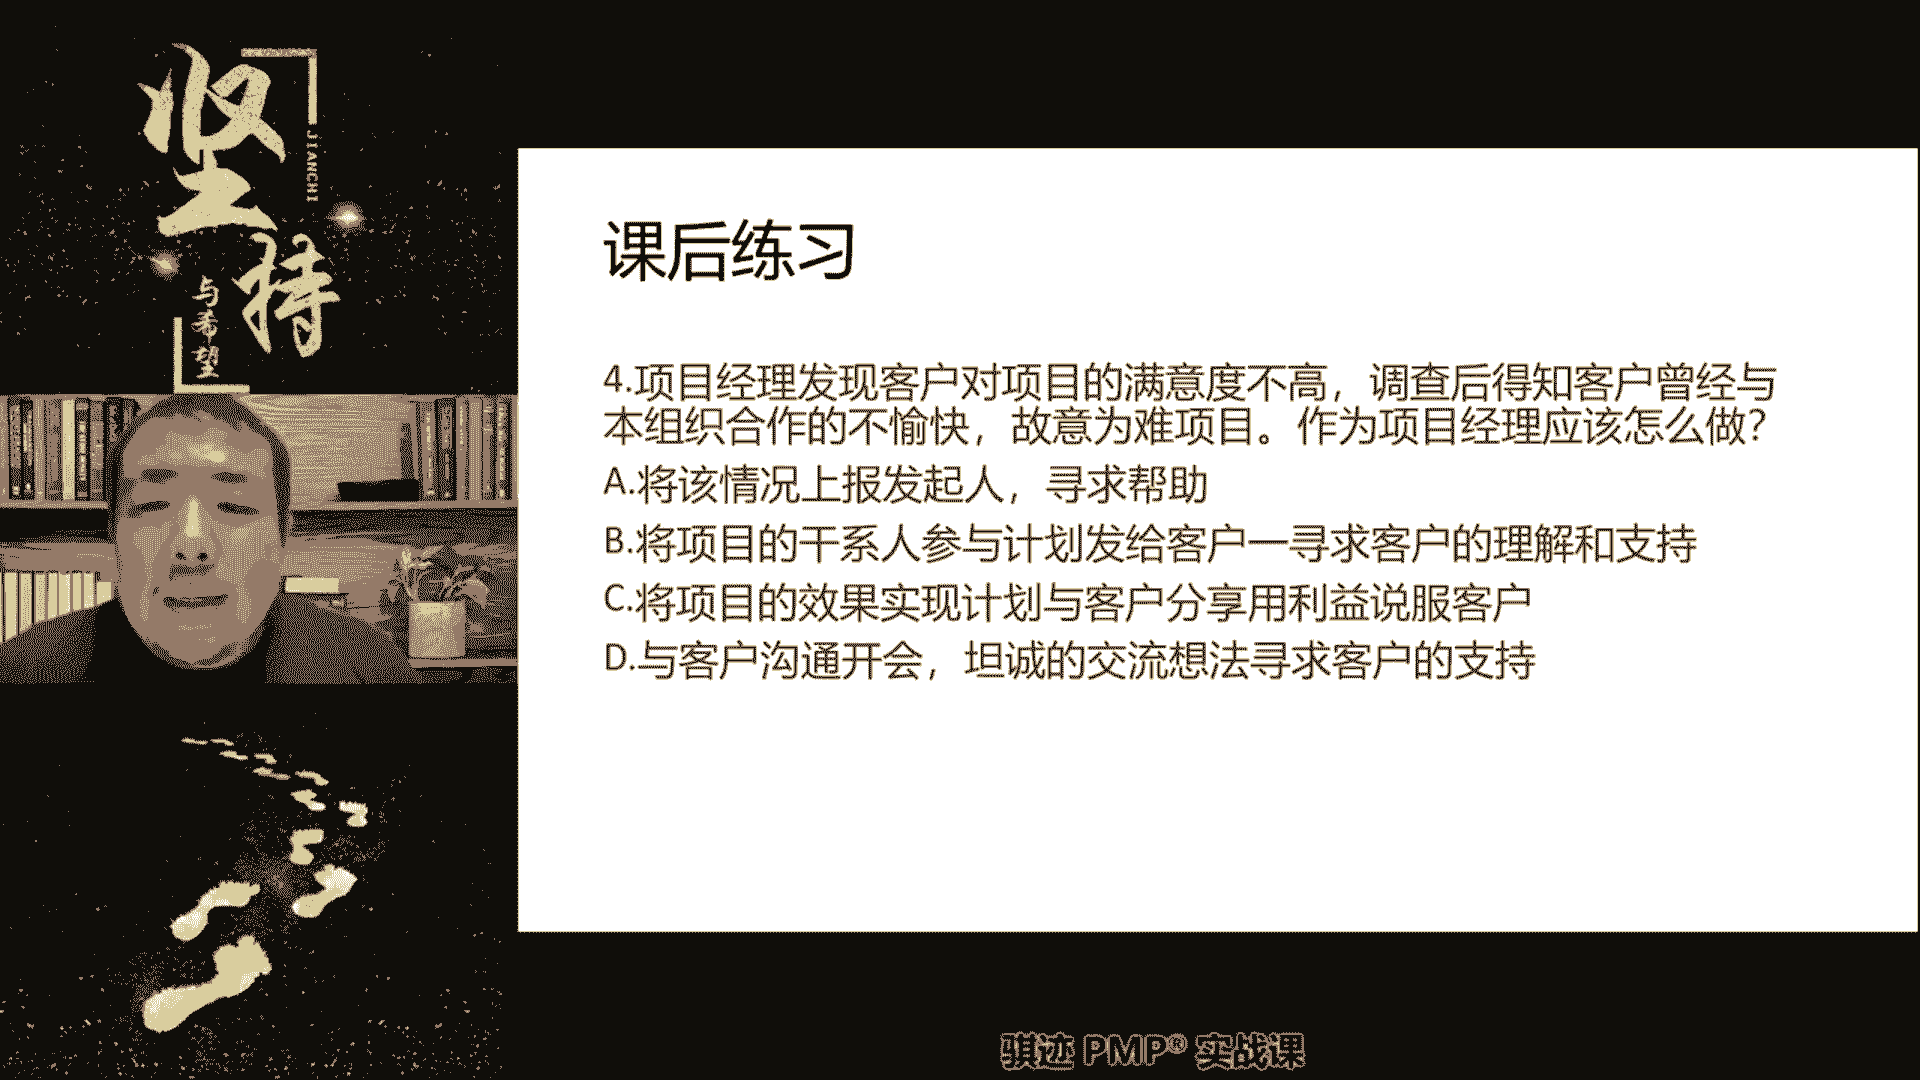 坚持
JIANCHI
与希望
课后练习
4.项目经理发现客户对项目的满意度不高，调查后得知客户曾经与
本组织合作的不愉快，故意为难项目。作为项目经理应该怎么做？
A.将该情况上报发起人，寻求帮助
B.将项目的干系人参与计划发给客户一寻求客户的理解和支持
C.将项目的效果实现计划与客户分享用利益说服客户
D.与客户沟通开会，坦诚的交流想法寻求客户的支持
骐迹 PMP® 实战课